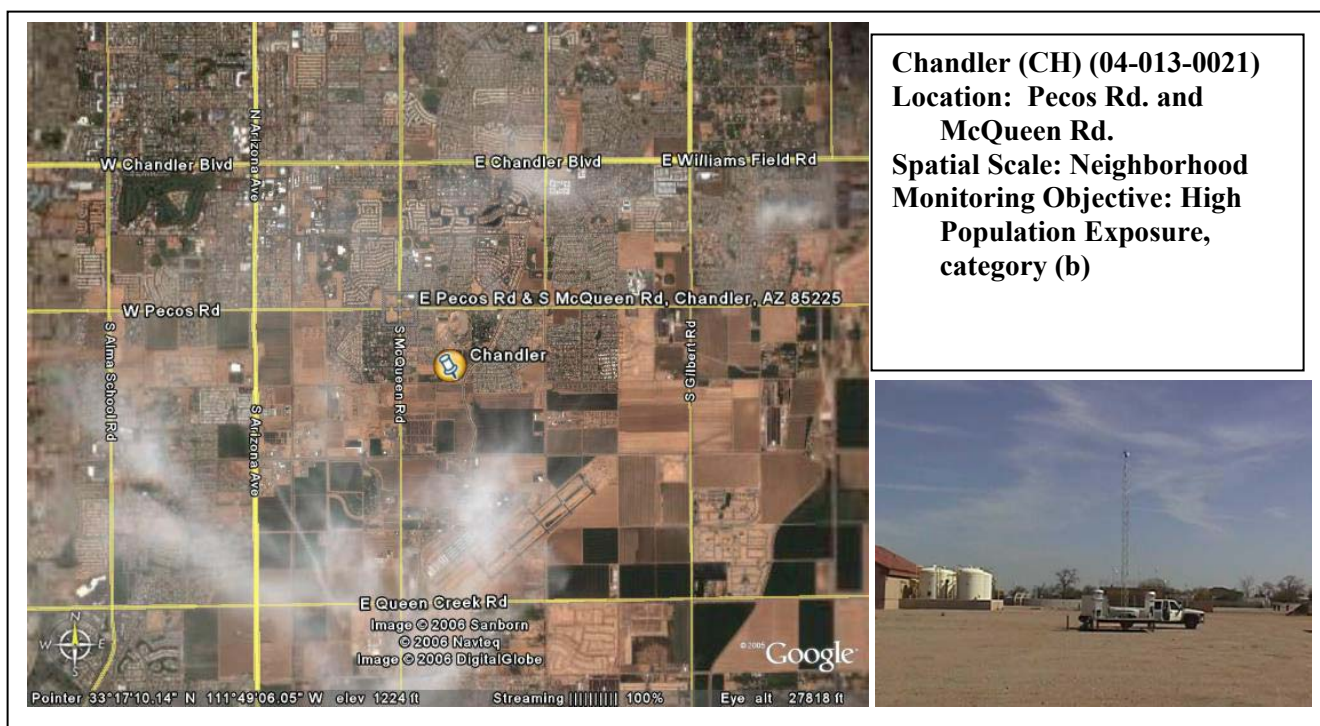 Chandler (CH) (04-013-0021)
Location: Pecos Rd. and
McQueen Rd.
Spatial Scale: Neighborhood
Monitoring Objective: High
Population Exposure,
category (b)
N Arizona Ave
W Chandler Blvd
E Chandler Blvd
E Williams Field Rd
E Pecos Rd & S McQueen Rd, Chandler, AZ 85225
W Pecos Rd
S Alma School Rd
S McQueen Rd
Chandler
S Gilbert Rd
S Arizona Ave
E Queen Creek Rd
Image © 2006 Sanborn
© 2006 Navteq
Image © 2006 DigitalGlobe
N
W
E
S
© 2005 Google™
Pointer 33°17'10.14" N 111°49'06.05" W elev 1224 ft Streaming |||||||||| 100% Eye alt 27818 ft